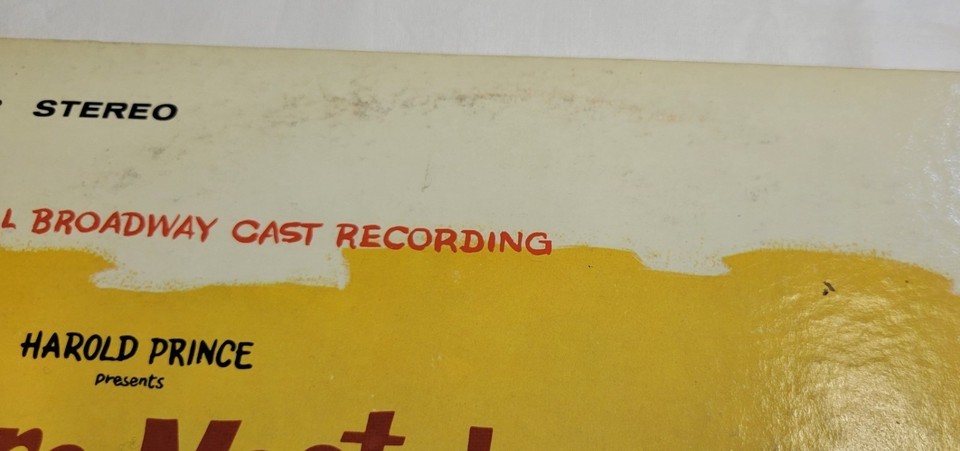 STEREO
L BROADWAY CAST RECORDING
HAROLD PRINCE
presents